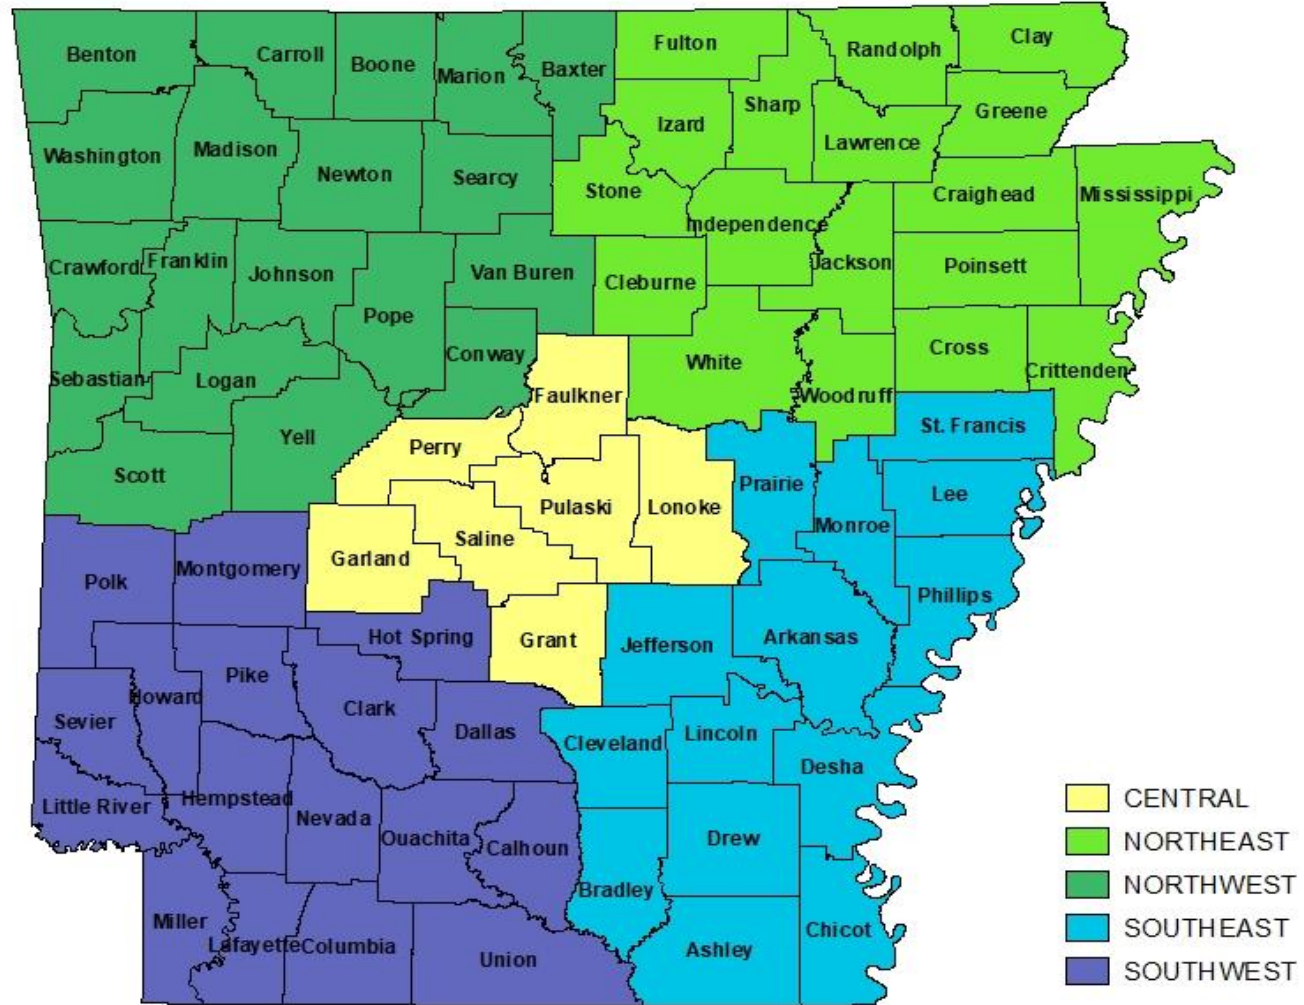 Benton
Carroll
Boone
Marion
Baxter
Fulton
Randolph
Clay
Sharp
Greene
Izard
Lawrence
Washington
Madison
Newton
Searcy
Stone
Craighead
Mississippi
Independence
Crawford
Franklin
Johnson
Van Buren
Cleburne
Jackson
Poinsett
Pope
Conway
White
Cross
Crittenden
Sebastian
Logan
Faulkner
Woodruff
St. Francis
Yell
Perry
Scott
Prairie
Lee
Pulaski
Lonoke
Monroe
Saline
Garland
Polk
Montgomery
Phillips
Hot Spring
Grant
Jefferson
Arkansas
Pike
Howard
Clark
Sevier
Dallas
Cleveland
Lincoln
Desha
Little River
Hempstead
Nevada
Ouachita
Calhoun
Drew
Bradley
Miller
Lafayette
Columbia
Union
Ashley
Chicot
CENTRAL
NORTHEAST
NORTHWEST
SOUTHEAST
SOUTHWEST